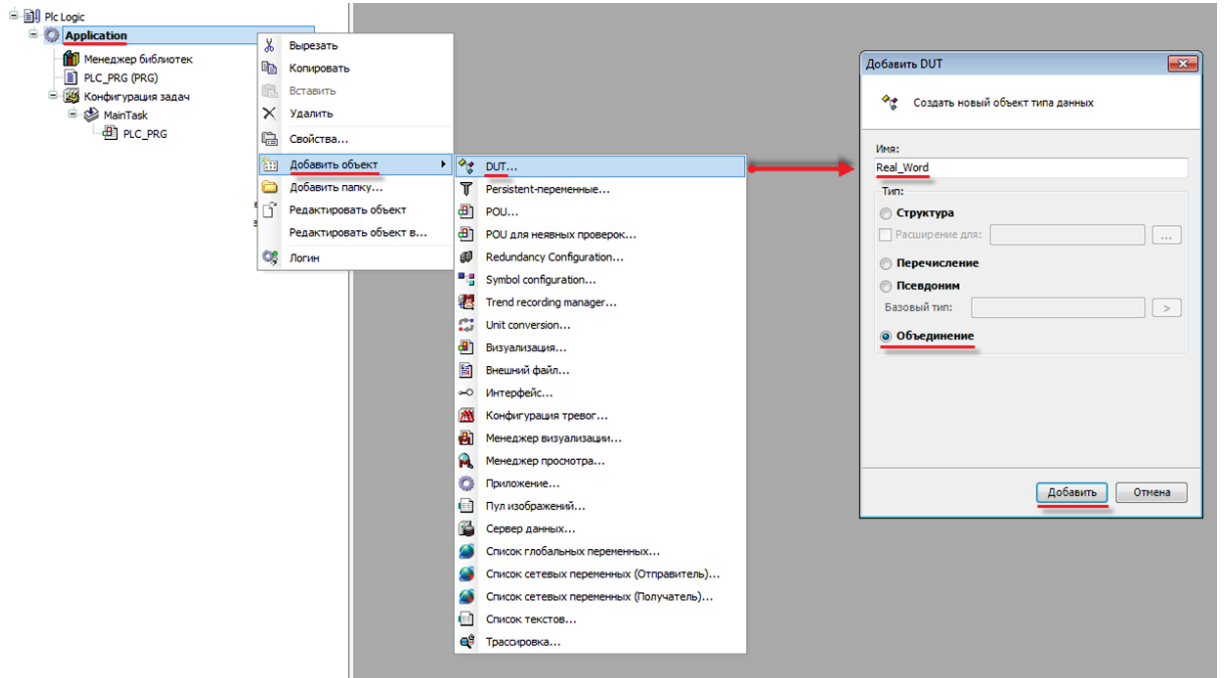 Plc Logic
Application
Менеджер библиотек
PLC_PRG (PRG)
Конфигурация задач
MainTask
PLC_PRG
Вырезать
Копировать
Вставить
Удалить
Свойства...
Добавить объект
Добавить папку...
Редактировать объект
Редактировать объект в...
Логин
DUT...
Persistent-переменные...
POU...
POU для неявных проверок...
Redundancy Configuration...
Symbol configuration...
Trend recording manager...
Unit conversion...
Визуализация...
Внешний файл...
Интерфейс...
Конфигурация тревог...
Менеджер визуализации...
Менеджер просмотра...
Приложение...
Пул изображений...
Сервер данных...
Список глобальных переменных...
Список сетевых переменных (Отправитель)...
Список сетевых переменных (Получатель)...
Список текстов...
Трассировка...
Добавить DUT
Создать новый объект типа данных
Имя:
Real_Word
Тип:
Структура
Расширение для:
...
Перечисление
Псевдоним
Базовый тип:
>
Объединение
Добавить
Отмена